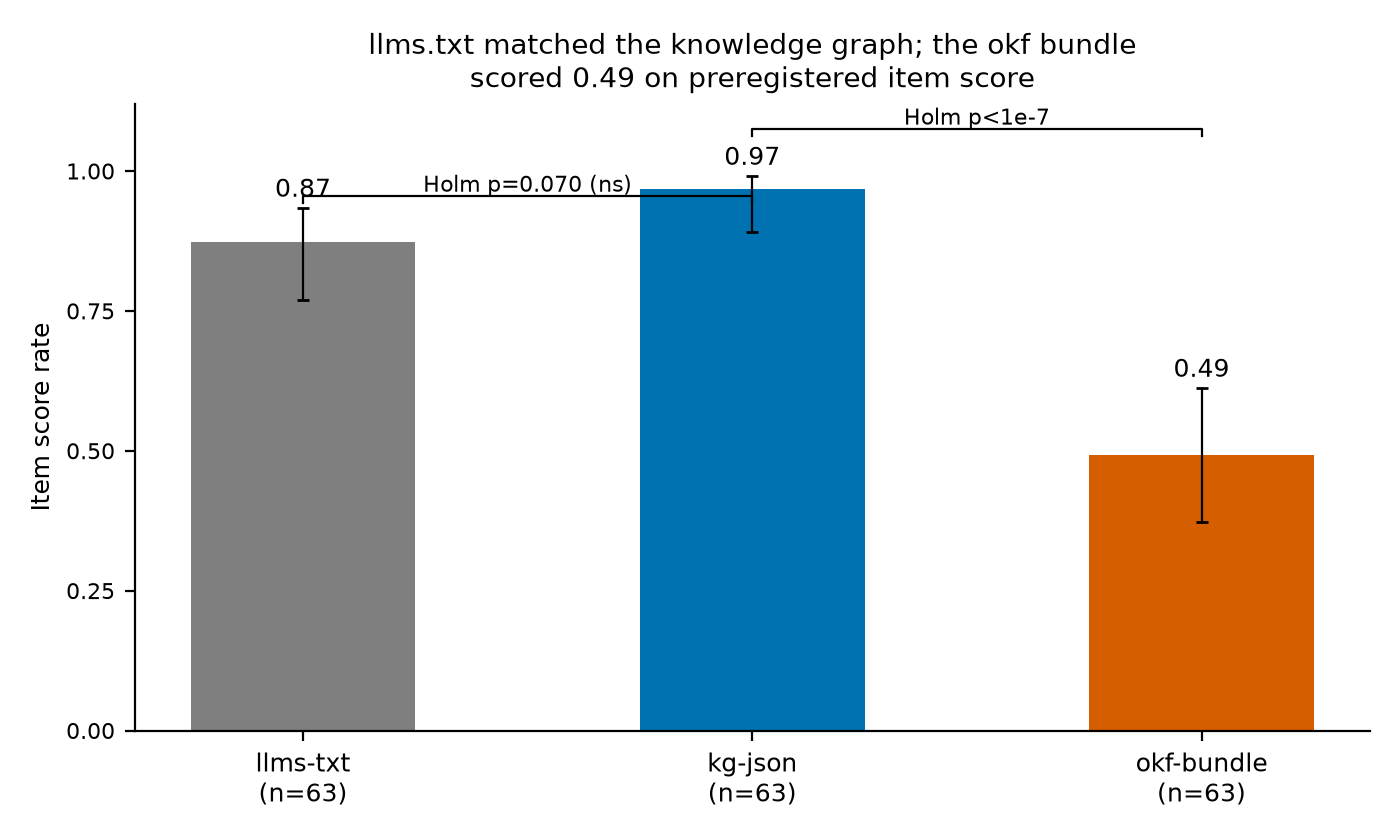 llms.txt matched the knowledge graph; the okf bundle
scored 0.49 on preregistered item score
Holm p<1e-7
0.97
0.87
Holm p=0.070 (ns)
0.49
Item score rate
1.00
0.75
0.50
0.25
0.00
llms-txt
(n=63)
kg-json
(n=63)
okf-bundle
(n=63)